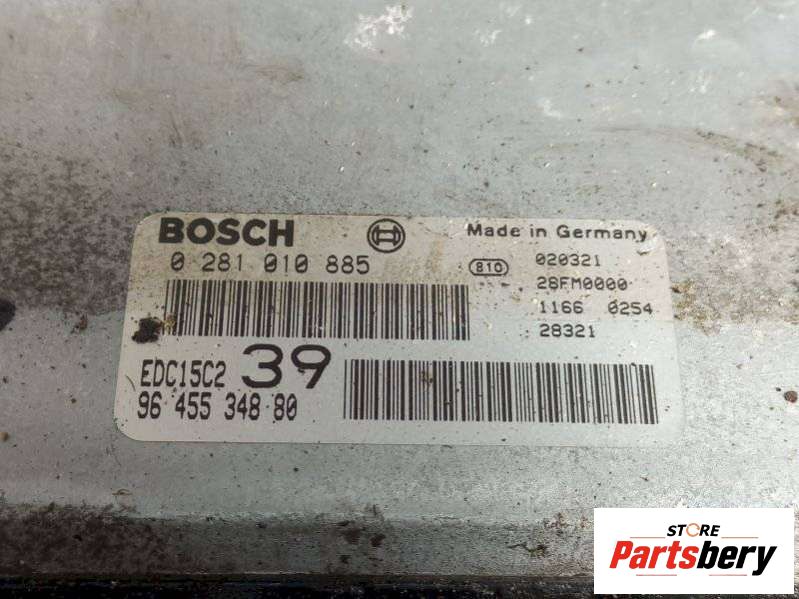 BOSCH
Made in Germany
0 281 010 885
810
020321
28FM0000
1166 0254
28321
EDC15C2 39
96 455 348 80
STORE
Partsbery